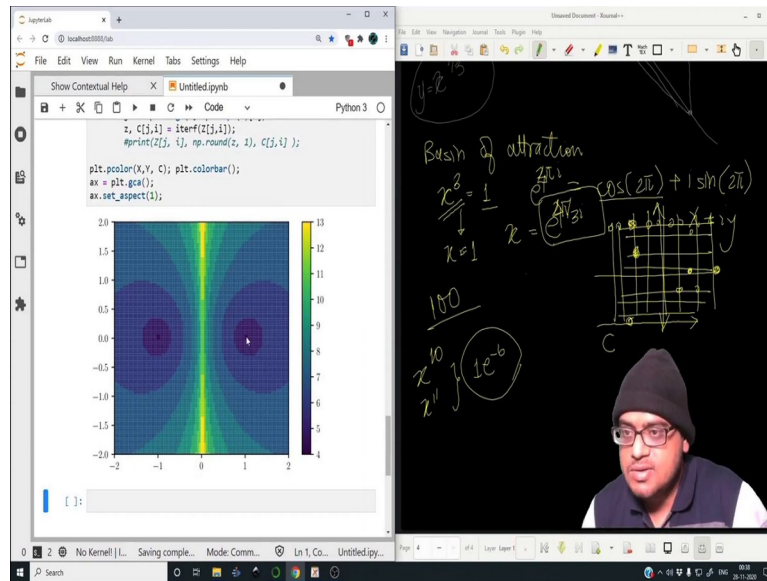 JupyterLab
localhost:8888/lab
File Edit View Run Kernel Tabs Settings Help
Show Contextual Help
Untitled.ipynb
Code
Python 3
z, C[j,i] = iterf(Z[j,i]);
#print(Z[j, i], np.round(z, 1), C[j,i] );
plt.pcolor(X,Y, C); plt.colorbar();
ax = plt.gca();
ax.set_aspect(1);
2.0
1.5
1.0
0.5
0.0
−0.5
−1.0
−1.5
−2.0
−2 −1 0 1 2
13
12
11
10
9
8
7
6
5
4
[ ]:
0 2 No Kernel! | I... Saving comple... Mode: Comm... Ln 1, Co... Untitled.ipy...
Search
Unsaved Document - Xournal++
File Edit View Navigation Journal Tools Plugin Help
Basin of attraction
x³ = 1
cos(2π) + i sin(2π)
x = 1
y
100
C
x¹⁰
x¹¹
1e⁻⁶
Page 4 of 4 Layer Layer 1
ENG
00:38
28-11-2020